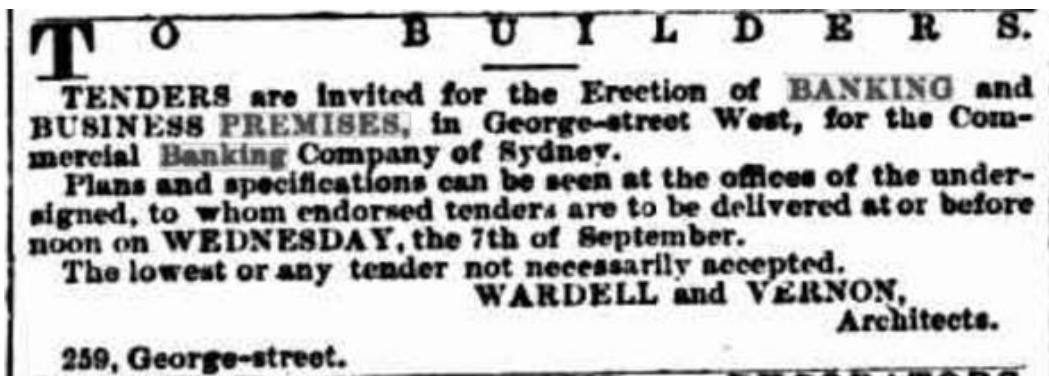 TO BUILDERS.
TENDERS are invited for the Erection of BANKING and
BUSINESS PREMISES, in George-street West, for the Com-
mercial Banking Company of Sydney.
Plans and specifications can be seen at the offices of the under-
signed, to whom endorsed tenders are to be delivered at or before
noon on WEDNESDAY, the 7th of September.
The lowest or any tender not necessarily accepted.
WARDELL and VERNON,
Architects.
259, George-street.